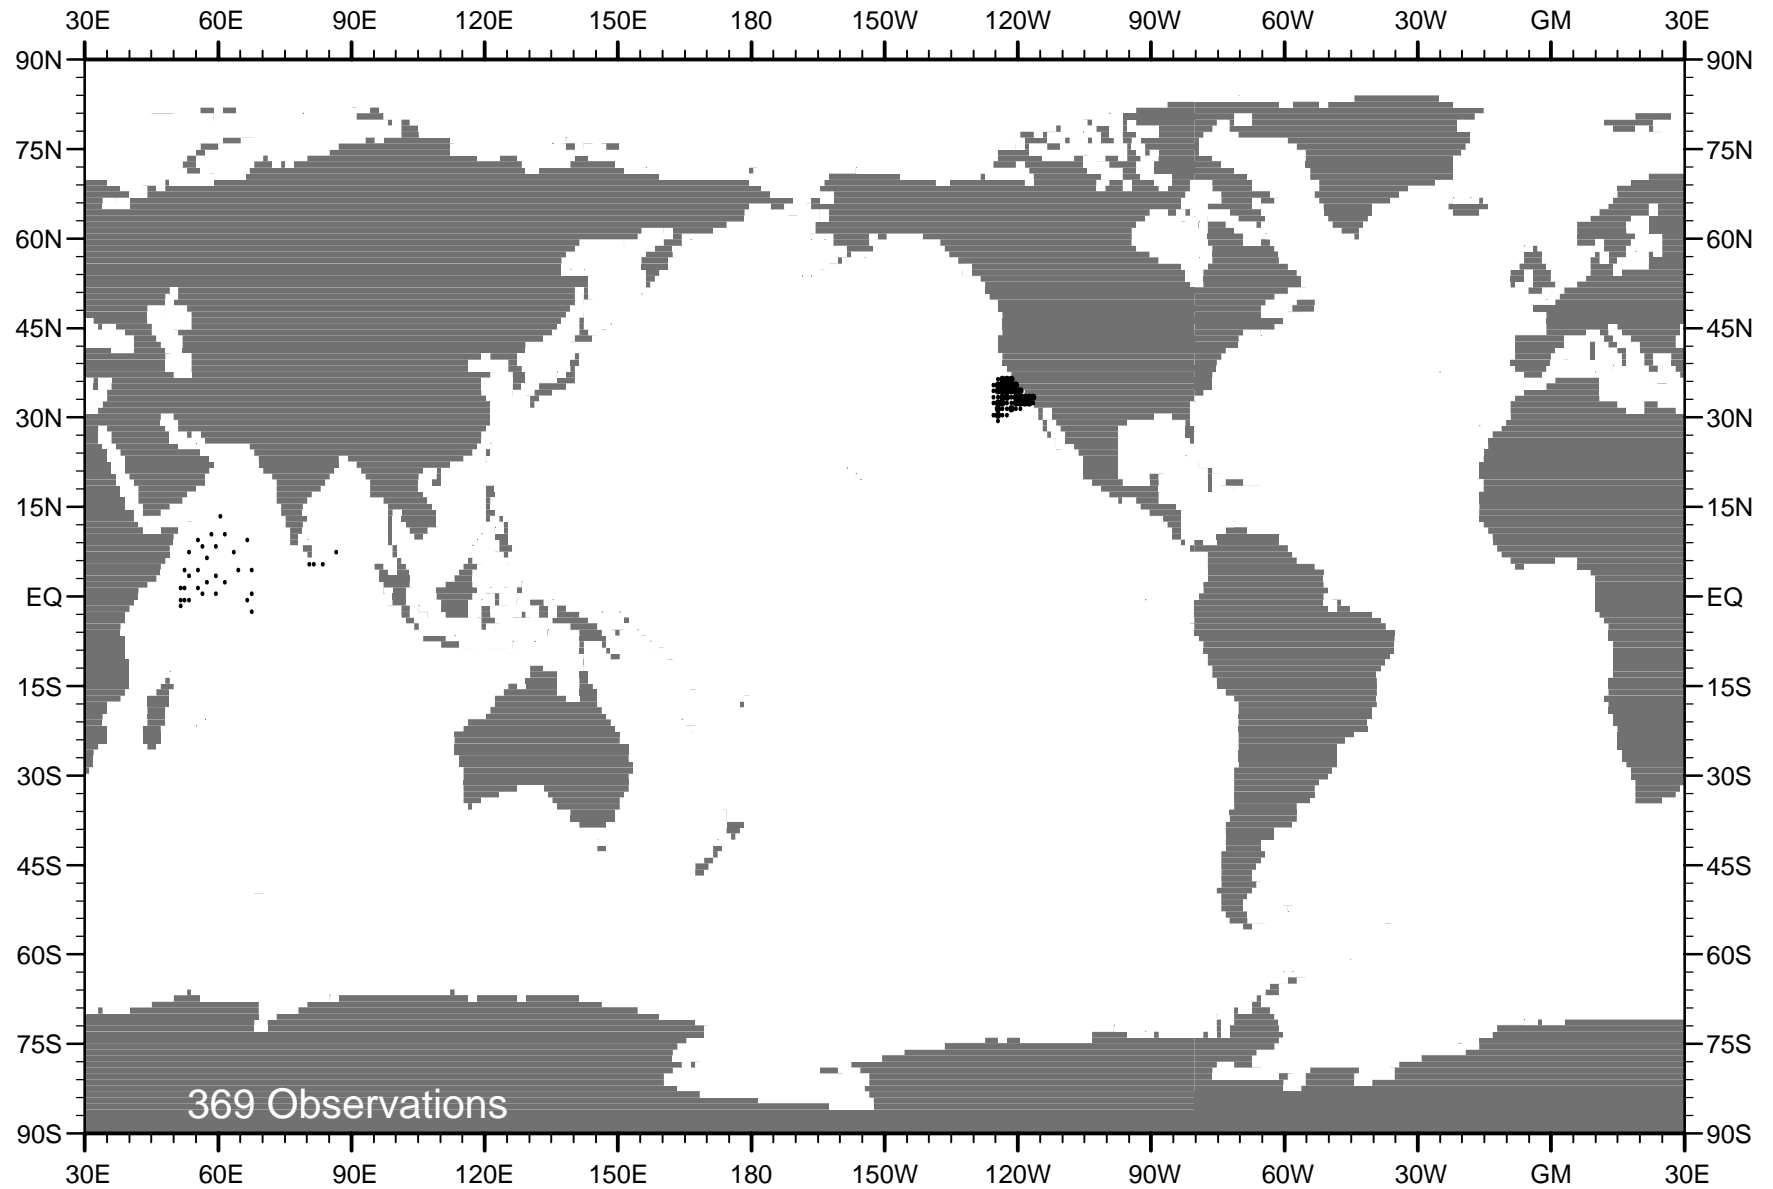 30E 60E 90E 120E 150E 180 150W 120W 90W 60W 30W GM 30E
90N 90N
75N 75N
60N 60N
45N 45N
30N 30N
15N 15N
EQ EQ
15S 15S
30S 30S
45S 45S
60S 60S
75S 75S
369 Observations
90S 90S
30E 60E 90E 120E 150E 180 150W 120W 90W 60W 30W GM 30E